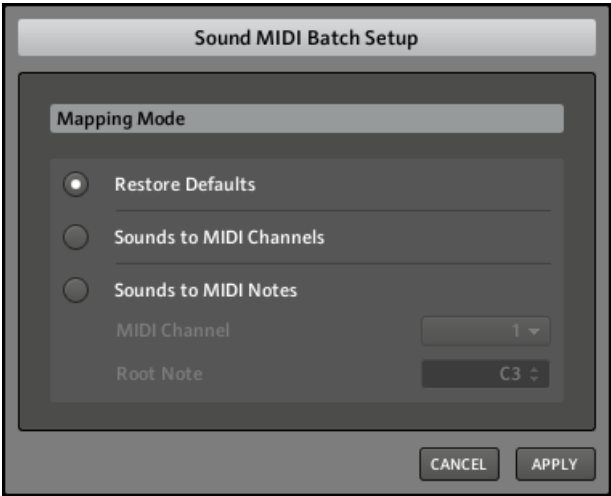 Sound MIDI Batch Setup
Mapping Mode
Restore Defaults
Sounds to MIDI Channels
Sounds to MIDI Notes
MIDI Channel 1
Root Note C3
CANCEL APPLY